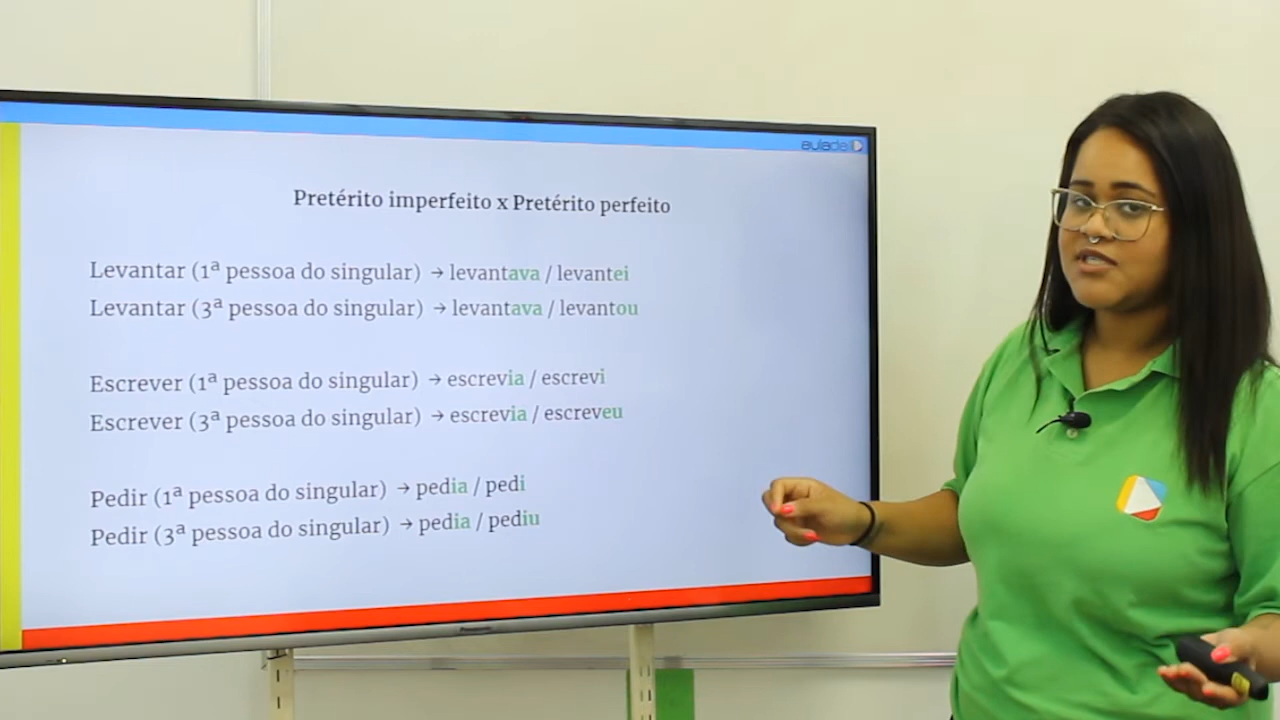 aulade
Pretérito imperfeito x Pretérito perfeito
Levantar (1ª pessoa do singular) → levantava / levantei
Levantar (3ª pessoa do singular) → levantava / levantou
Escrever (1ª pessoa do singular) → escrevia / escrevi
Escrever (3ª pessoa do singular) → escrevia / escreveu
Pedir (1ª pessoa do singular) → pedia / pedi
Pedir (3ª pessoa do singular) → pedia / pediu
Panasonic